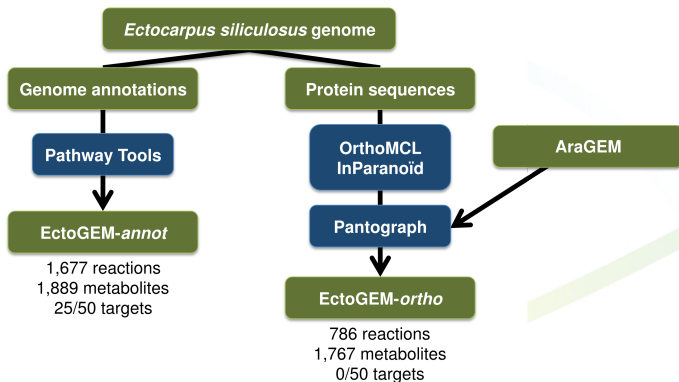 Ectocarpus siliculosus genome
Genome annotations
Protein sequences
Pathway Tools
OrthoMCL
InParanoïd
AraGEM
Pantograph
EctoGEM-annot
1,677 reactions
1,889 metabolites
25/50 targets
EctoGEM-ortho
786 reactions
1,767 metabolites
0/50 targets